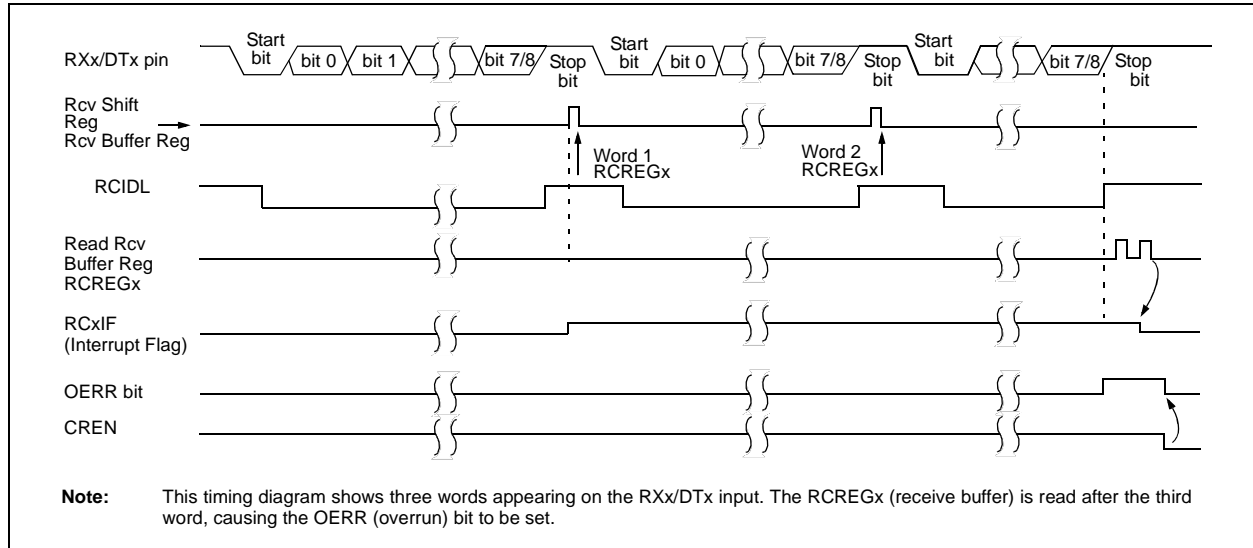 Start
bit bit 0 bit 1 bit 7/8 Stop
bit Start
bit bit 0 bit 7/8 Stop
bit Start
bit bit 7/8 Stop
bit
RXx/DTx pin
Rcv Shift
Reg
Rcv Buffer Reg
Word 1
RCREGx
Word 2
RCREGx
RCIDL
Read Rcv
Buffer Reg
RCREGx
RCxIF
(Interrupt Flag)
OERR bit
CREN
Note: This timing diagram shows three words appearing on the RXx/DTx input. The RCREGx (receive buffer) is read after the third
word, causing the OERR (overrun) bit to be set.